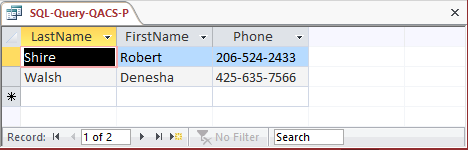 SQL-Query-QACS-P
LastName FirstName Phone
Shire Robert 206-524-2433
Walsh Denesha 425-635-7566
Record: 1 of 2 No Filter Search